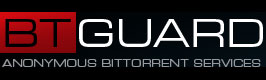 BTGUARD
ANONYMOUS BITTORRENT SERVICES